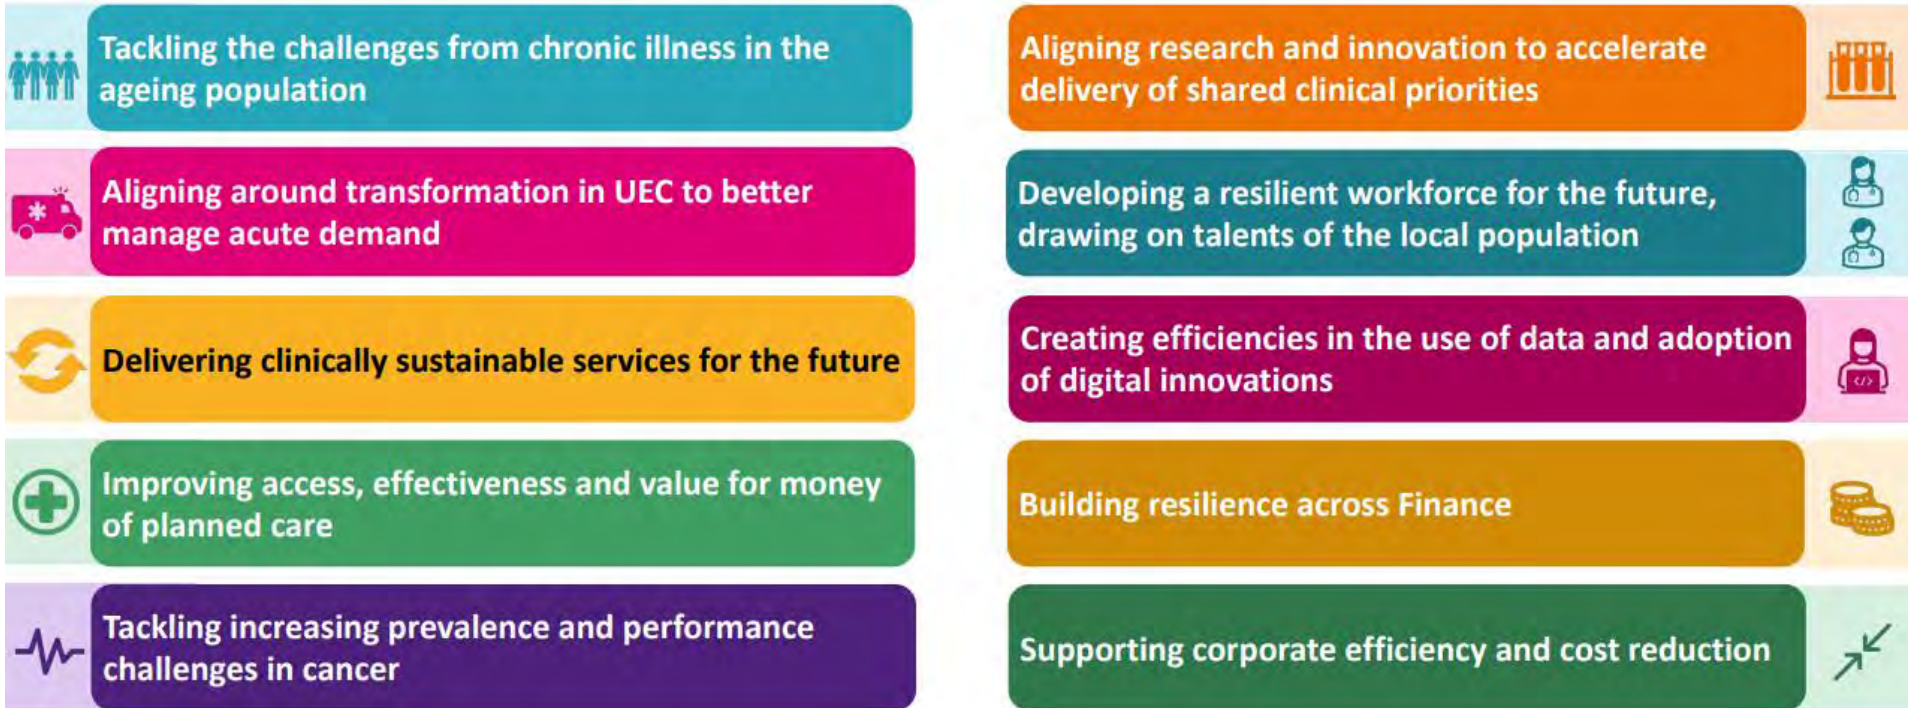 Tackling the challenges from chronic illness in the
ageing population
Aligning around transformation in UEC to better
manage acute demand
Delivering clinically sustainable services for the future
Improving access, effectiveness and value for money
of planned care
Tackling increasing prevalence and performance
challenges in cancer
Aligning research and innovation to accelerate
delivery of shared clinical priorities
Developing a resilient workforce for the future,
drawing on talents of the local population
Creating efficiencies in the use of data and adoption
of digital innovations
</>
Building resilience across Finance
Supporting corporate efficiency and cost reduction